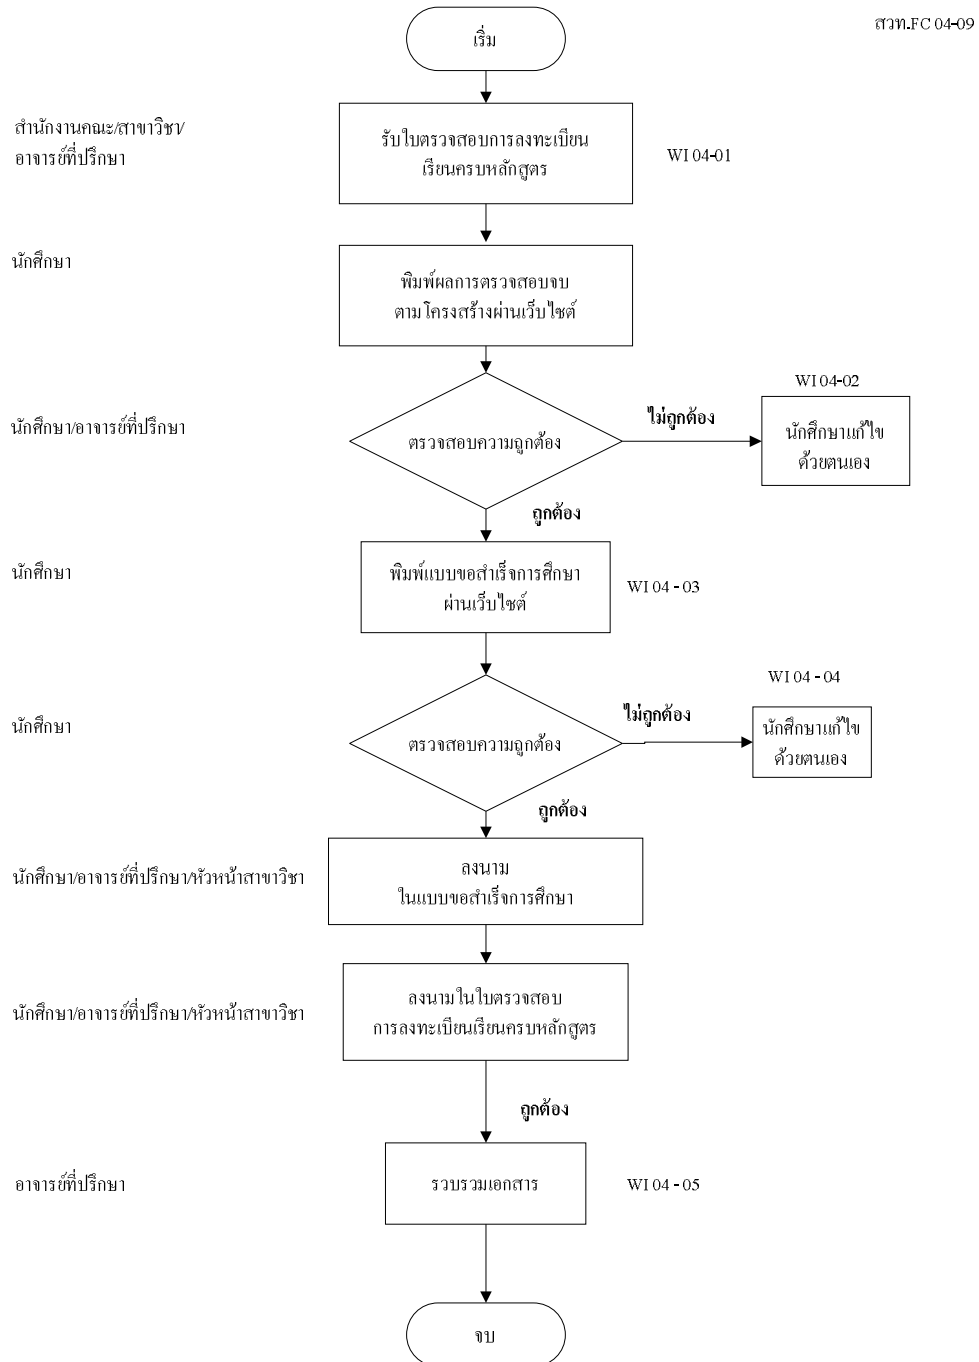 สวท.FC 04-09
เริ่ม
สำนักงานคณะ/สาขาวิชา/
อาจารย์ที่ปรึกษา
รับใบตรวจสอบการลงทะเบียน
เรียนครบหลักสูตร
WI 04-01
นักศึกษา
พิมพ์ผลการตรวจสอบจบ
ตามโครงสร้างผ่านเว็บไซต์
นักศึกษา/อาจารย์ที่ปรึกษา
ตรวจสอบความถูกต้อง
ไม่ถูกต้อง
WI 04-02
นักศึกษาแก้ไข
ด้วยตนเอง
ถูกต้อง
นักศึกษา
พิมพ์แบบขอสำเร็จการศึกษา
ผ่านเว็บไซต์
WI 04 - 03
นักศึกษา
ตรวจสอบความถูกต้อง
ไม่ถูกต้อง
WI 04 - 04
นักศึกษาแก้ไข
ด้วยตนเอง
ถูกต้อง
นักศึกษา/อาจารย์ที่ปรึกษา/หัวหน้าสาขาวิชา
ลงนาม
ในแบบขอสำเร็จการศึกษา
นักศึกษา/อาจารย์ที่ปรึกษา/หัวหน้าสาขาวิชา
ลงนามในใบตรวจสอบ
การลงทะเบียนเรียนครบหลักสูตร
ถูกต้อง
อาจารย์ที่ปรึกษา
รวบรวมเอกสาร
WI 04 - 05
จบ